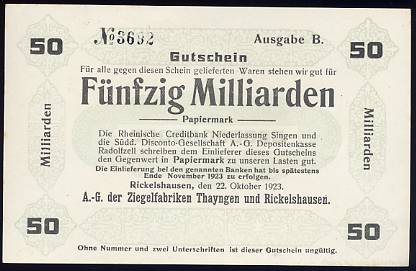 50 № 3692 Ausgabe B. 50
Gutschein
Für alle gegen diesen Schein gelieferten Waren stehen wir gut für
Fünfzig Milliarden
Papiermark
Milliarden
Milliarden
Die Rheinische Creditbank Niederlassung Singen und
die Südd. Disconto-Gesellschaft A.-G. Depositenkasse
Radolfzell schreiben dem Einlieferer dieses Gutscheins
den Gegenwert in Papiermark zu unseren Lasten gut.
Die Einlieferung bei den genannten Banken hat bis spätestens
Ende November 1923 zu erfolgen.
Rickelshausen, den 22. Oktober 1923.
A.-G. der Ziegelfabriken Thayngen und Rickelshausen.
50 50
Ohne Nummer und zwei Unterschriften ist dieser Gutschein ungültig.